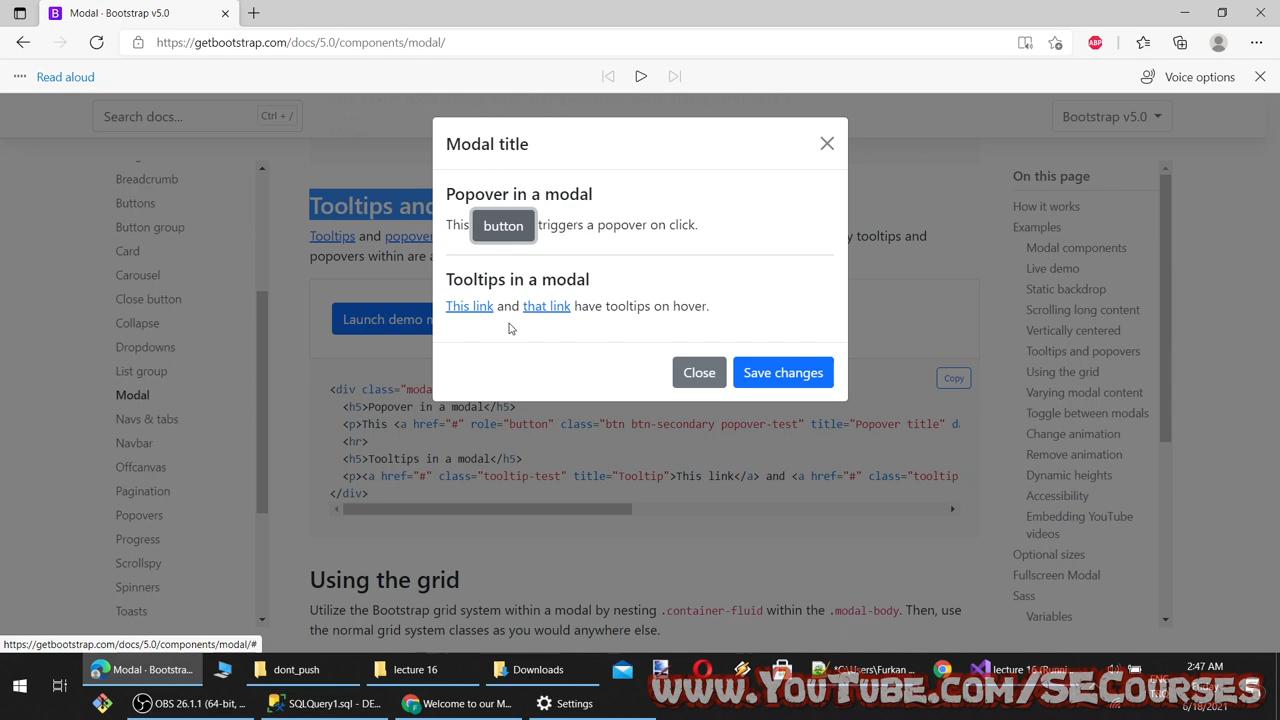 Modal · Bootstrap v5.0
https://getbootstrap.com/docs/5.0/components/modal/
ABP
Read aloud
Voice options
Search docs...
Ctrl + /
Bootstrap v5.0
Breadcrumb
Buttons
Button group
Card
Carousel
Close button
Collapse
Dropdowns
List group
Modal
Navs & tabs
Navbar
Offcanvas
Pagination
Popovers
Progress
Scrollspy
Spinners
Toasts
Tooltips and
Tooltips and popover
y tooltips and
popovers within are a
Launch demo m
Modal title
Popover in a modal
This button triggers a popover on click.
Tooltips in a modal
This link and that link have tooltips on hover.
Close
Save changes
Copy
<div class="moda
<h5>Popover in a modal</h5>
<p>This <a href="#" role="button" class="btn btn-secondary popover-test" title="Popover title" da
<hr>
<h5>Tooltips in a modal</h5>
<p><a href="#" class="tooltip-test" title="Tooltip">This link</a> and <a href="#" class="tooltip
</div>
Using the grid
Utilize the Bootstrap grid system within a modal by nesting .container-fluid within the .modal-body. Then, use
the normal grid system classes as you would anywhere else.
On this page
How it works
Examples
Modal components
Live demo
Static backdrop
Scrolling long content
Vertically centered
Tooltips and popovers
Using the grid
Varying modal content
Toggle between modals
Change animation
Remove animation
Dynamic heights
Accessibility
Embedding YouTube
videos
Optional sizes
Fullscreen Modal
Sass
Variables
https://getbootstrap.com/docs/5.0/components/modal/#
Modal · Bootstra...
dont_push
lecture 16
Downloads
*C:\Users\Furkan ...
lecture 16 (Runni...
2:47 AM
6/18/2021
OBS 26.1.1 (64-bit, ...
SQLQuery1.sql - DE...
Welcome to our M...
Settings
www.YouTube.com/SECourses